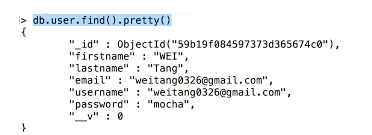 > db.user.find().pretty()
{
"_id" : ObjectId("59b19f084597373d365674c0"),
"firstname" : "WEI",
"lastname" : "Tang",
"email" : "weitang0326@gmail.com",
"username" : "weitang0326@gmail.com",
"password" : "mocha",
"__v" : 0
}